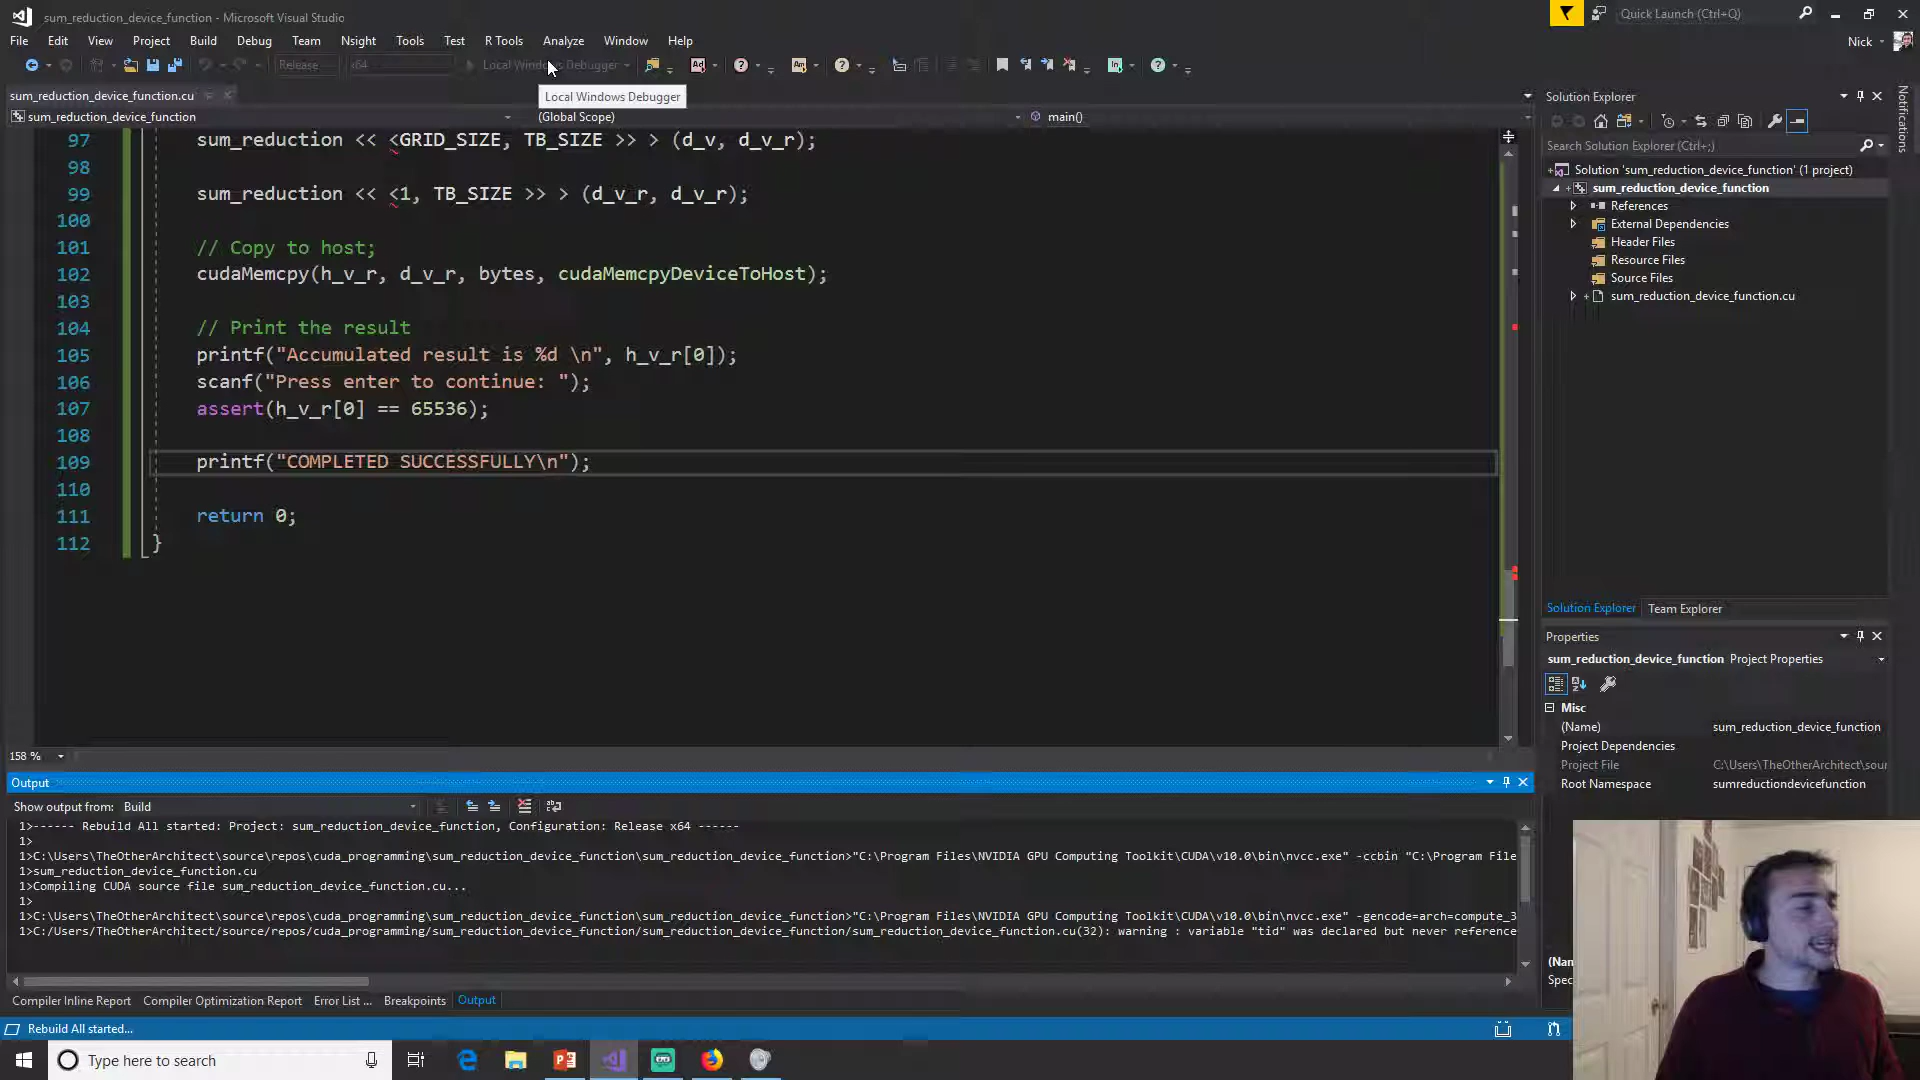 sum_reduction_device_function - Microsoft Visual Studio
Quick Launch (Ctrl+Q)
File Edit View Project Build Debug Team Nsight Tools Test R Tools Analyze Window Help
Nick
Release x64 Local Windows Debugger
sum_reduction_device_function.cu
Local Windows Debugger
sum_reduction_device_function (Global Scope) main()
97 sum_reduction << <GRID_SIZE, TB_SIZE >> > (d_v, d_v_r);
98
99 sum_reduction << <1, TB_SIZE >> > (d_v_r, d_v_r);
100
101 // Copy to host;
102 cudaMemcpy(h_v_r, d_v_r, bytes, cudaMemcpyDeviceToHost);
103
104 // Print the result
105 printf("Accumulated result is %d \n", h_v_r[0]);
106 scanf("Press enter to continue: ");
107 assert(h_v_r[0] == 65536);
108
109 printf("COMPLETED SUCCESSFULLY\n");
110
111 return 0;
112 }
158 %
Solution Explorer
Search Solution Explorer (Ctrl+;)
Solution 'sum_reduction_device_function' (1 project)
sum_reduction_device_function
References
External Dependencies
Header Files
Resource Files
Source Files
sum_reduction_device_function.cu
Notifications
Solution Explorer Team Explorer
Properties
sum_reduction_device_function Project Properties
Misc
(Name) sum_reduction_device_function
Project Dependencies
Project File C:\Users\TheOtherArchitect\sour
Root Namespace sumreductiondevicefunction
(Nan
Spec
Output
Show output from: Build
1>------ Rebuild All started: Project: sum_reduction_device_function, Configuration: Release x64 ------
1>
1>C:\Users\TheOtherArchitect\source\repos\cuda_programming\sum_reduction_device_function\sum_reduction_device_function>"C:\Program Files\NVIDIA GPU Computing Toolkit\CUDA\v10.0\bin\nvcc.exe" -ccbin "C:\Program File
1>sum_reduction_device_function.cu
1>Compiling CUDA source file sum_reduction_device_function.cu...
1>
1>C:\Users\TheOtherArchitect\source\repos\cuda_programming\sum_reduction_device_function\sum_reduction_device_function>"C:\Program Files\NVIDIA GPU Computing Toolkit\CUDA\v10.0\bin\nvcc.exe" -gencode=arch=compute_3
1>C:/Users/TheOtherArchitect/source/repos/cuda_programming/sum_reduction_device_function/sum_reduction_device_function/sum_reduction_device_function.cu(32): warning : variable "tid" was declared but never reference
Compiler Inline Report Compiler Optimization Report Error List ... Breakpoints Output
Rebuild All started...
Type here to search